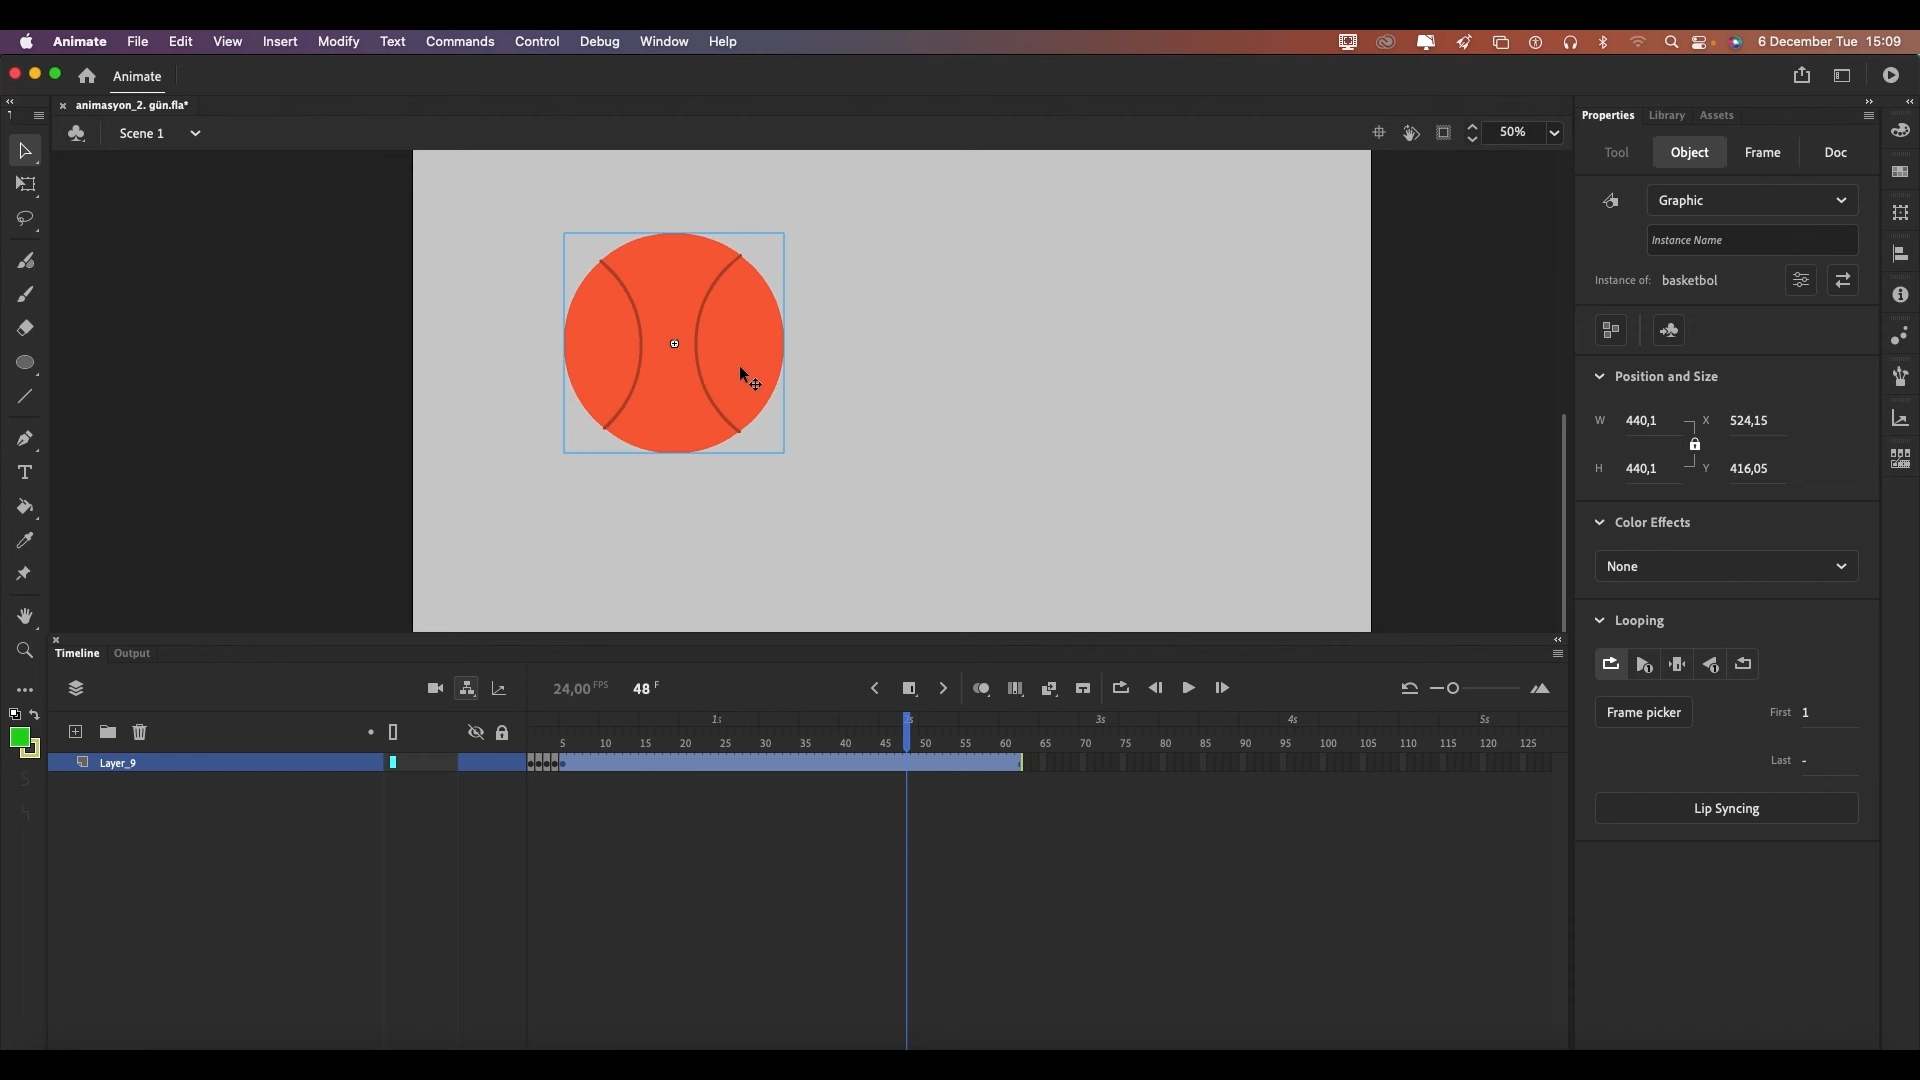 Animate File Edit View Insert Modify Text Commands Control Debug Window Help 6 December Tue 15:09
Animate
animasyon_2. gün.fla*
Scene 1 50%
Properties Library Assets
Tool Object Frame Doc
Graphic
Instance Name
Instance of: basketbol
Position and Size
W 440,1 X 524,15
H 440,1 Y 416,05
Color Effects
None
Looping
Frame picker First 1
Last -
Lip Syncing
Timeline Output
24,00 FPS 48 F
1s 2s 3s 4s 5s
5 10 15 20 25 30 35 40 45 50 55 60 65 70 75 80 85 90 95 100 105 110 115 120 125
Layer_9